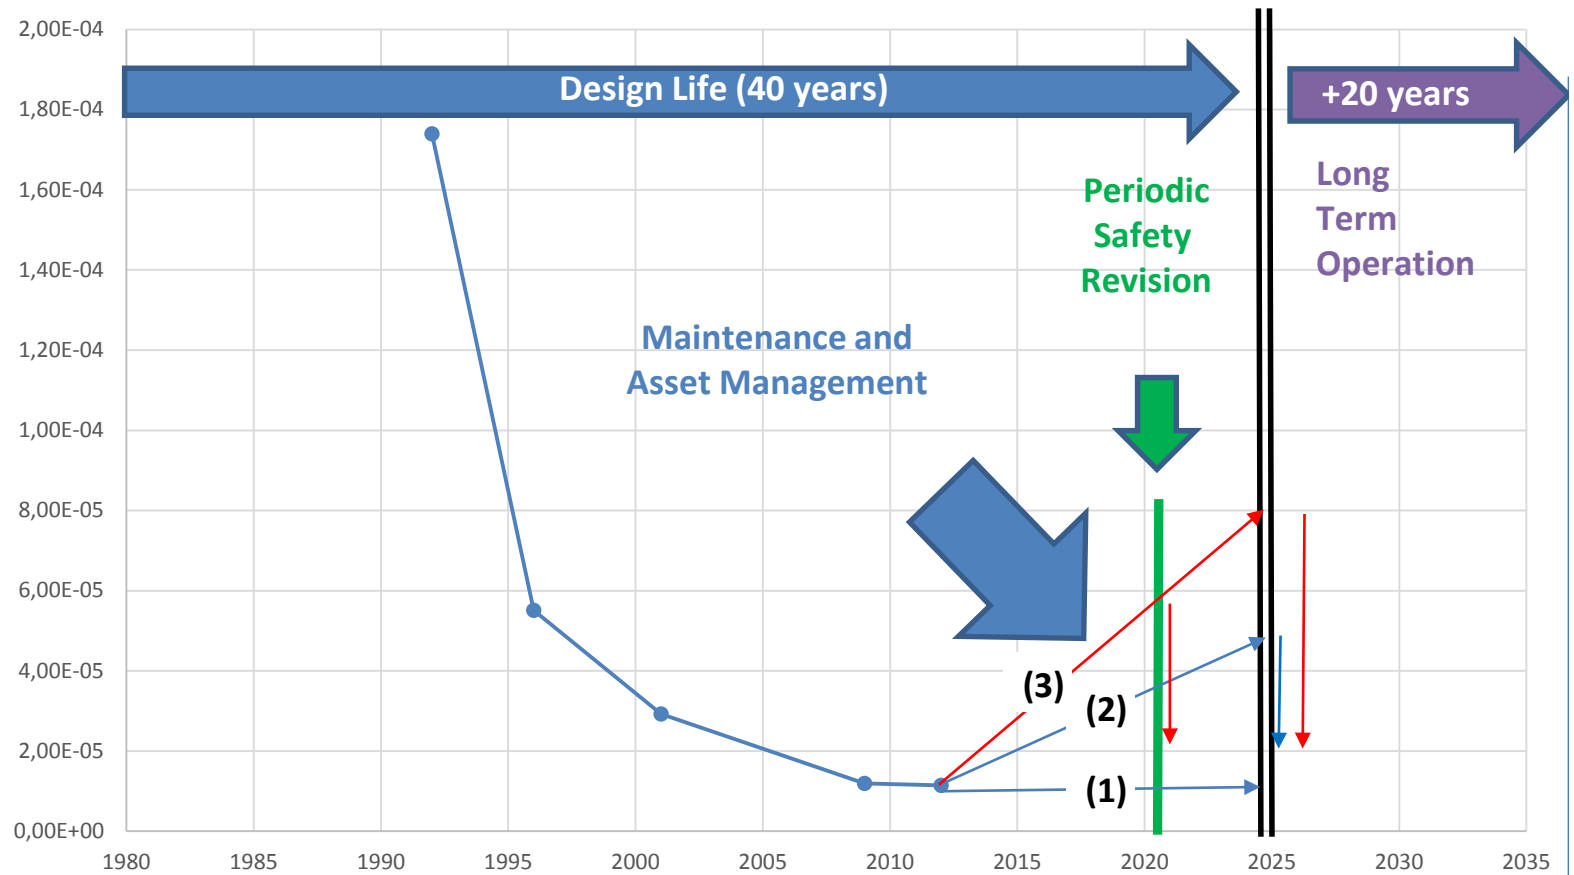 2,00E-04
Design Life (40 years)
+20 years
1,80E-04
1,60E-04
Periodic
Safety
Revision
Long
Term
Operation
1,40E-04
1,20E-04
Maintenance and
Asset Management
1,00E-04
8,00E-05
6,00E-05
4,00E-05
(3)
(2)
2,00E-05
(1)
0,00E+00
1980 1985 1990 1995 2000 2005 2010 2015 2020 2025 2030 2035